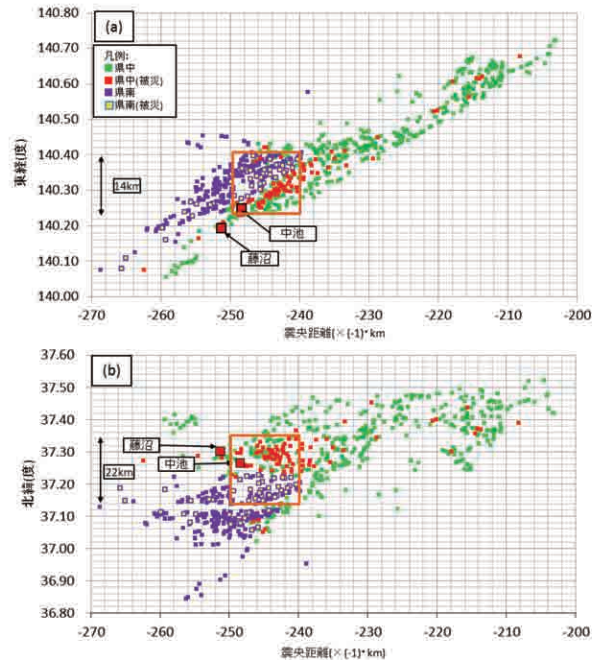 (a)
凡例:
県中
県中(被災)
県南
県南(被災)
140.80
140.60
140.40
140.30
140.20
140.10
140.00
東経(度)
14km
中池
藤沼
-270
-260
-250
-240
-230
-220
-210
-200
震央距離(×(-1)・km
(b)
37.60
37.50
37.40
37.30
37.20
37.10
37.00
36.90
36.80
北緯(度)
藤沼
中池
22km
-270
-260
-250
-240
-230
-220
-210
-200
震央距離(×(-1)・km)